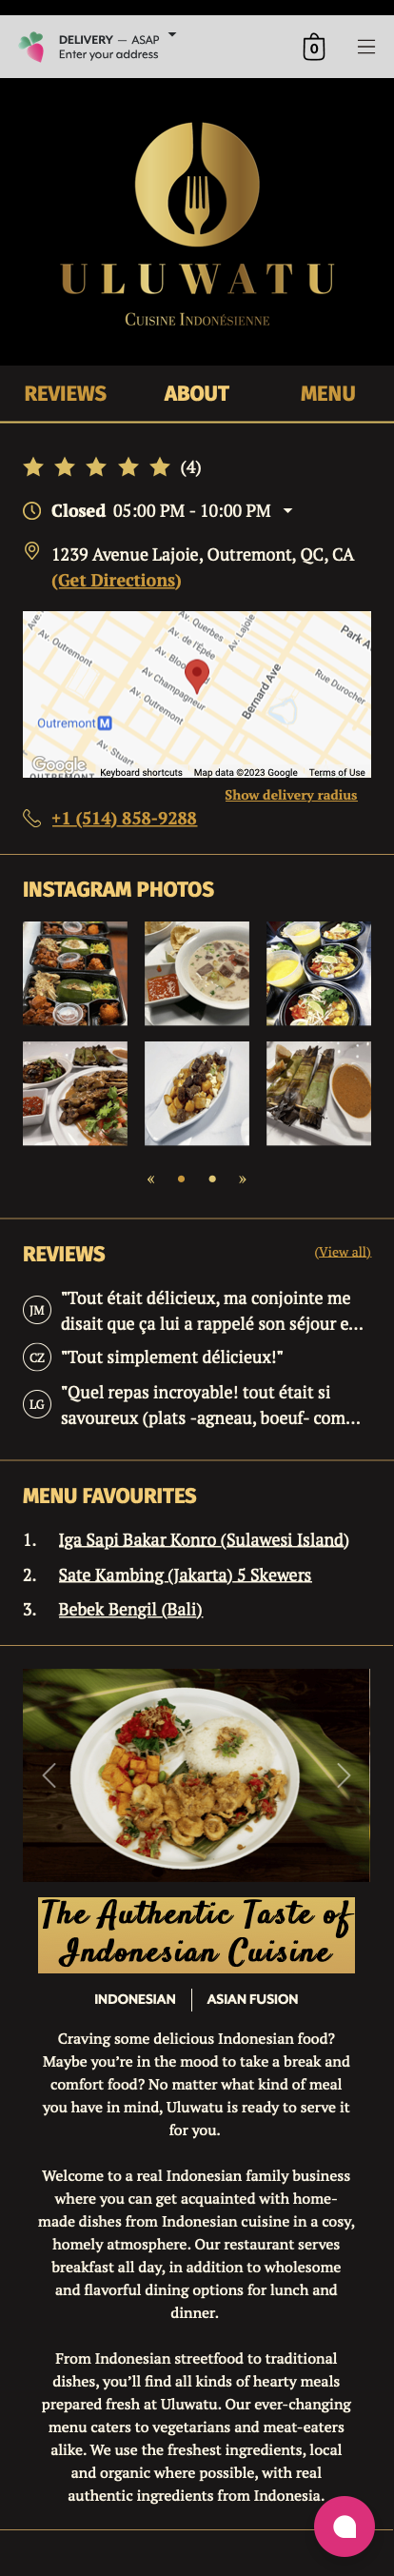 DELIVERY — ASAP
Enter your address
0
ULUWATU
CUISINE INDONÉSIENNE
REVIEWS ABOUT MENU
(4)
Closed 05:00 PM - 10:00 PM
1239 Avenue Lajoie, Outremont, QC, CA
(Get Directions)
Av. Querbes
Av. de l'Épée
Av. Lajoie
Park A
Av. Outremont
Av. Bloo
Av Champagneur
Av. Outremont
Bernard Ave
Rue Durocher
Outremont M
Av. Stuart
Google
OUTREMONT
Keyboard shortcuts Map data ©2023 Google Terms of Use
Show delivery radius
+1 (514) 858-9288
INSTAGRAM PHOTOS
« »
REVIEWS (View all)
JM "Tout était délicieux, ma conjointe me
disait que ça lui a rappelé son séjour e...
CZ "Tout simplement délicieux!"
LG "Quel repas incroyable! tout était si
savoureux (plats -agneau, boeuf- com...
MENU FAVOURITES
1. Iga Sapi Bakar Konro (Sulawesi Island)
2. Sate Kambing (Jakarta) 5 Skewers
3. Bebek Bengil (Bali)
The Authentic Taste of
Indonesian Cuisine
INDONESIAN | ASIAN FUSION
Craving some delicious Indonesian food?
Maybe you’re in the mood to take a break and
comfort food? No matter what kind of meal
you have in mind, Uluwatu is ready to serve it
for you.
Welcome to a real Indonesian family business
where you can get acquainted with home-
made dishes from Indonesian cuisine in a cosy,
homely atmosphere. Our restaurant serves
breakfast all day, in addition to wholesome
and flavorful dining options for lunch and
dinner.
From Indonesian streetfood to traditional
dishes, you’ll find all kinds of hearty meals
prepared fresh at Uluwatu. Our ever-changing
menu caters to vegetarians and meat-eaters
alike. We use the freshest ingredients, local
and organic where possible, with real
authentic ingredients from Indonesia.